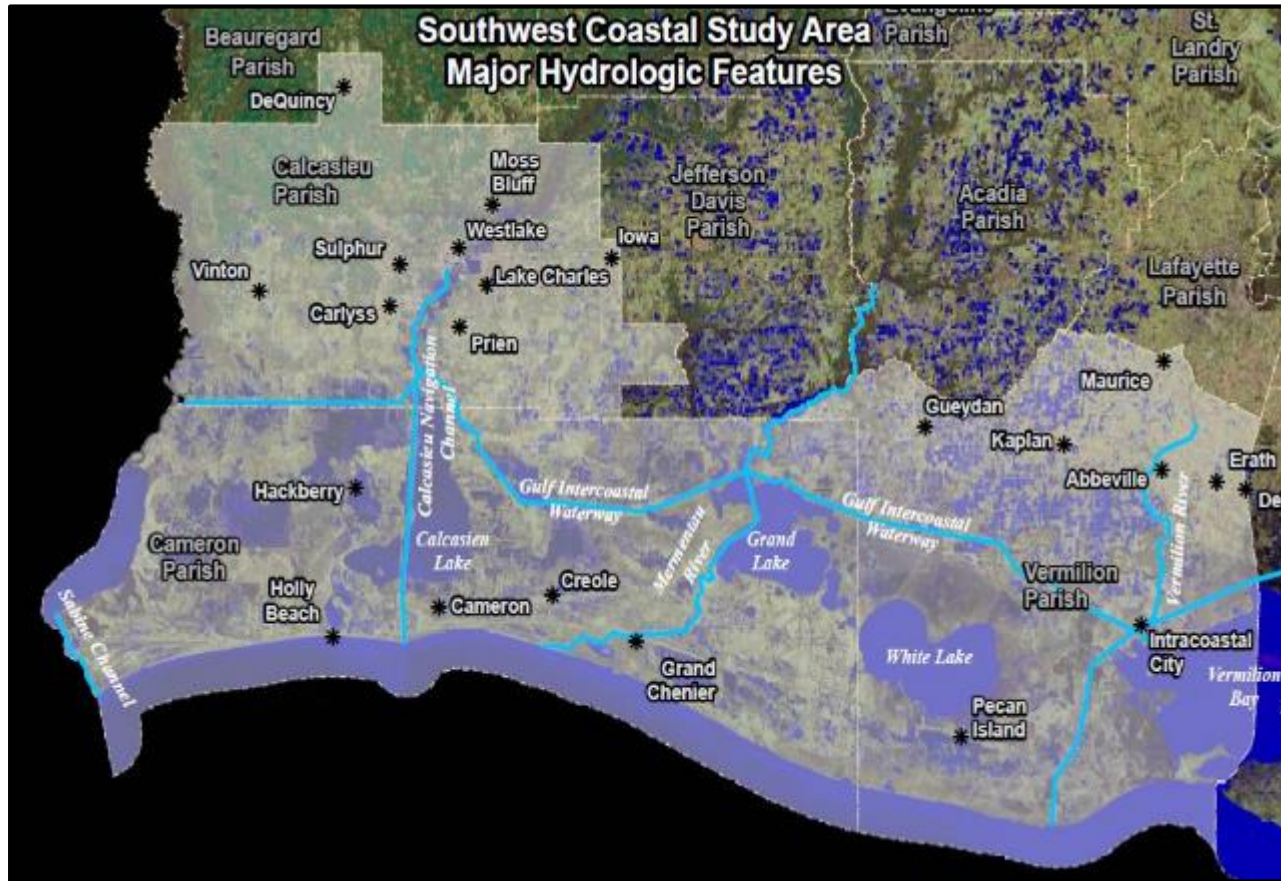 Southwest Coastal Study Area
Major Hydrologic Features
Beauregard
Parish
Evangeline
Parish
St.
Landry
Parish
DeQuincy
Calcasieu
Parish
Moss
Bluff
Jefferson
Davis
Parish
Acadia
Parish
Westlake
Iowa
Sulphur
Vinton
Lake Charles
Lafayette
Parish
Carlyss
Prien
Maurice
Calcasieu Navigation
Channel
Gueydan
Kaplan
Erath
Abbeville
De
Hackberry
Gulf Intercoastal
Waterway
Gulf Intercoastal
Waterway
Vermilion River
Cameron
Parish
Calcasien
Lake
Mermentau
River
Grand
Lake
Vermilion
Parish
Creole
Holly
Beach
Cameron
Sabine Channel
Intracoastal
City
White Lake
Grand
Chenier
Vermilion
Bay
Pecan
Island